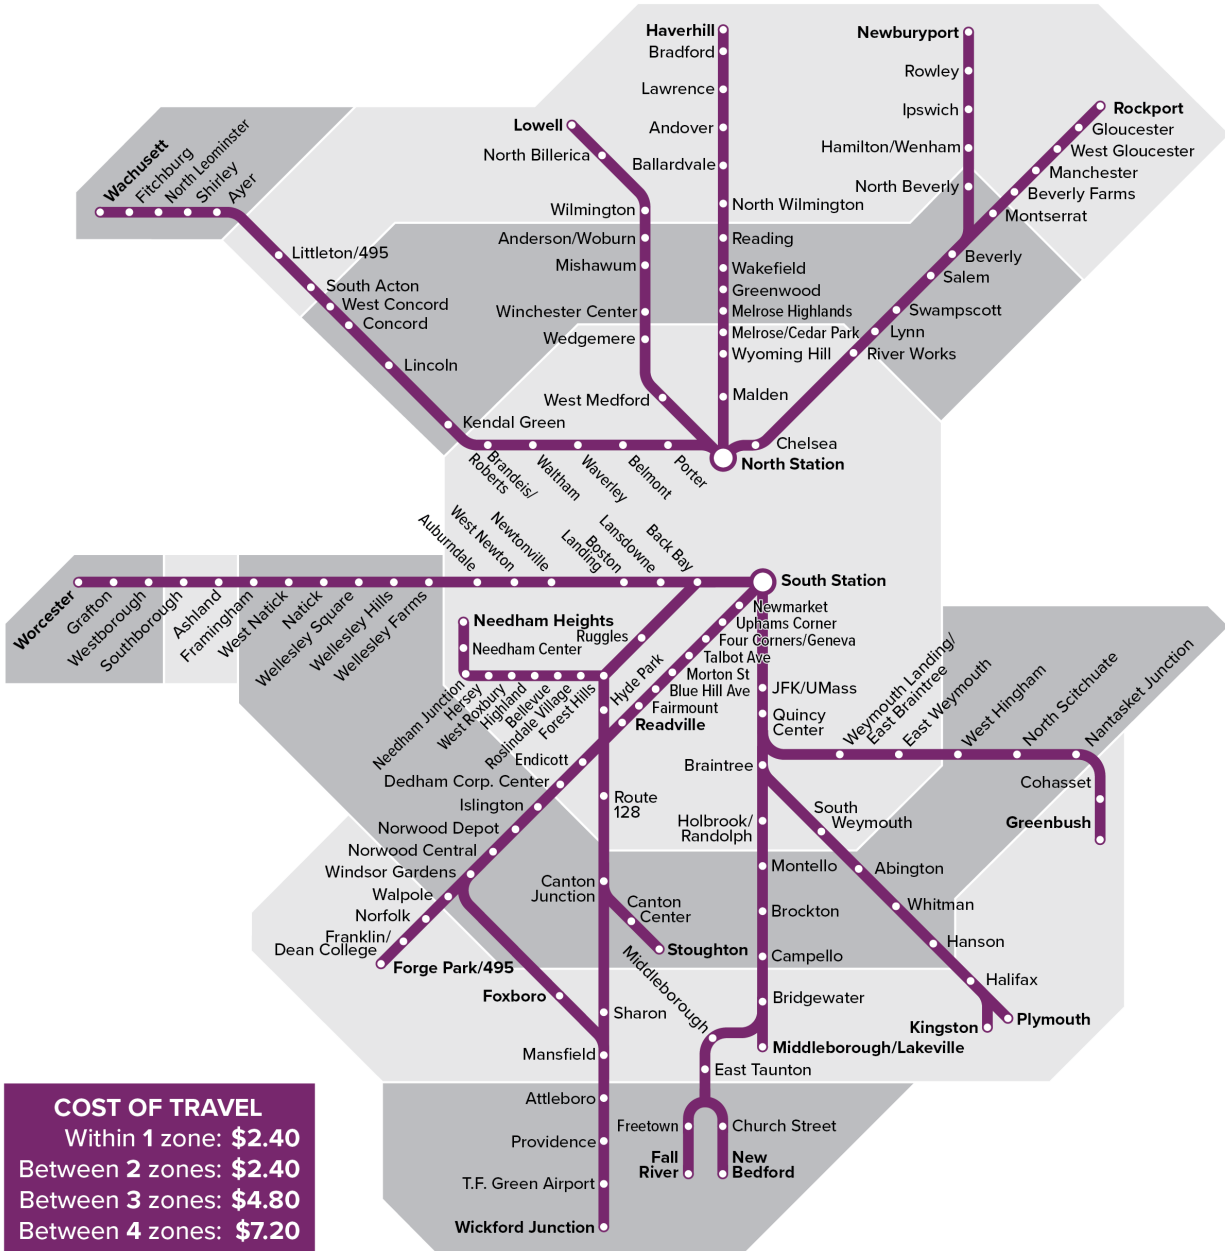 Haverhill
Bradford
Lawrence
Andover
Ballardvale
North Wilmington
Reading
Wakefield
Greenwood
Melrose Highlands
Melrose/Cedar Park
Wyoming Hill
Malden
Newburyport
Rowley
Ipswich
Hamilton/Wenham
North Beverly
Rockport
Gloucester
West Gloucester
Manchester
Beverly Farms
Montserrat
Beverly
Salem
Swampscott
Lynn
River Works
Chelsea
North Station
Lowell
North Billerica
Wilmington
Anderson/Woburn
Mishawum
Winchester Center
Wedgemere
West Medford
Wachusett
Fitchburg
North Leominster
Shirley
Ayer
Littleton/495
South Acton
West Concord
Concord
Lincoln
Kendal Green
Brandeis/
Roberts
Waltham
Waverley
Belmont
Porter
Auburndale
West Newton
Newtonville
Boston
Landing
Lansdowne
Back Bay
South Station
Worcester
Grafton
Westborough
Southborough
Ashland
Framingham
West Natick
Natick
Wellesley Square
Wellesley Hills
Wellesley Farms
Needham Heights
Needham Center
Needham Junction
Hersey
West Roxbury
Highland
Bellevue
Roslindale Village
Forest Hills
Ruggles
Hyde Park
Newmarket
Uphams Corner
Four Corners/Geneva
Talbot Ave
Morton St
Blue Hill Ave
Fairmount
Readville
Endicott
Dedham Corp. Center
Islington
Norwood Depot
Norwood Central
Windsor Gardens
Walpole
Norfolk
Franklin/
Dean College
Forge Park/495
Foxboro
Route
128
Canton
Junction
Canton
Center
Stoughton
Sharon
Mansfield
Attleboro
Providence
T.F. Green Airport
Wickford Junction
JFK/UMass
Quincy
Center
Braintree
Holbrook/
Randolph
Montello
Brockton
Campello
Bridgewater
Middleborough/Lakeville
Middleborough
East Taunton
Freetown
Fall
River
Church Street
New
Bedford
Weymouth Landing/
East Braintree
East Weymouth
West Hingham
North Scitchuate
Nantasket Junction
Cohasset
Greenbush
South
Weymouth
Abington
Whitman
Hanson
Halifax
Kingston
Plymouth
COST OF TRAVEL
Within 1 zone: $2.40
Between 2 zones: $2.40
Between 3 zones: $4.80
Between 4 zones: $7.20